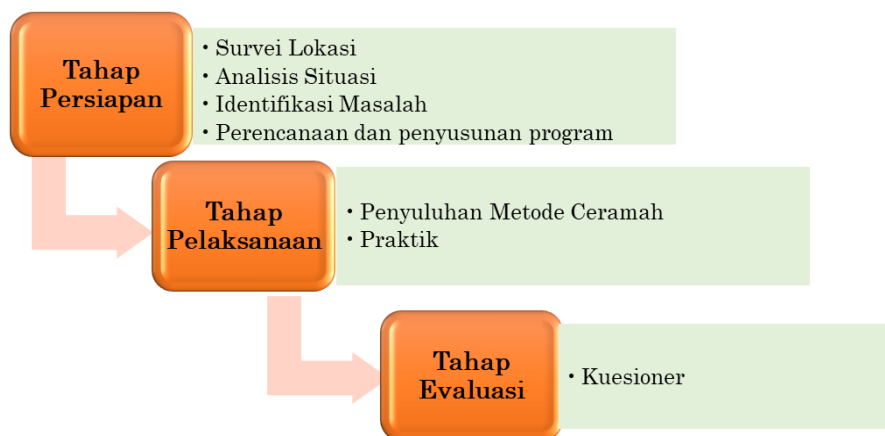 Tahap
Persiapan
• Survei Lokasi
• Analisis Situasi
• Identifikasi Masalah
• Perencanaan dan penyusunan program
Tahap
Pelaksanaan
• Penyuluhan Metode Ceramah
• Praktik
Tahap
Evaluasi
• Kuesioner